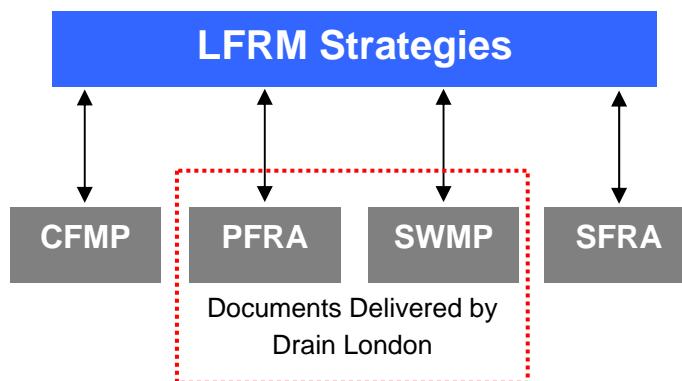 LFRM Strategies
CFMP
PFRA
SWMP
SFRA
Documents Delivered by
Drain London